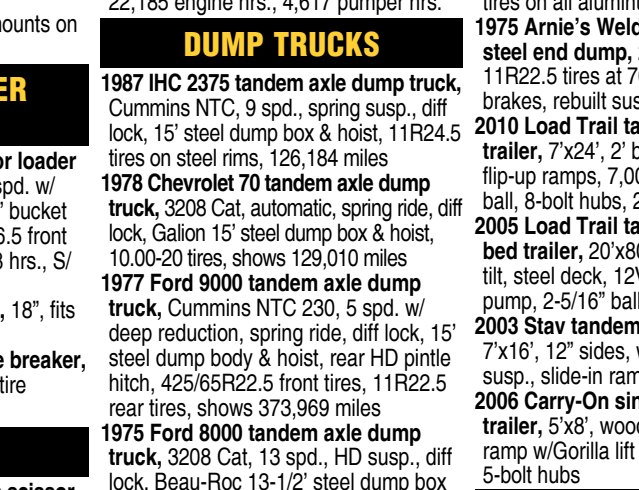 ounts on
ER
or loader
spd. w/
' bucket
6.5 front
hrs., S/
, 18", fits
e breaker,
tire
scissor
22,185 engine hrs., 4,617 pumper hrs.
DUMP TRUCKS
1987 IHC 2375 tandem axle dump truck,
Cummins NTC, 9 spd., spring susp., diff
lock, 15' steel dump box & hoist, 11R24.5
tires on steel rims, 126,184 miles
1978 Chevrolet 70 tandem axle dump
truck, 3208 Cat, automatic, spring ride, diff
lock, Galion 15' steel dump box & hoist,
10.00-20 tires, shows 129,010 miles
1977 Ford 9000 tandem axle dump
truck, Cummins NTC 230, 5 spd. w/
deep reduction, spring ride, diff lock, 15'
steel dump body & hoist, rear HD pintle
hitch, 425/65R22.5 front tires, 11R22.5
rear tires, shows 373,969 miles
1975 Ford 8000 tandem axle dump
truck, 3208 Cat, 13 spd., HD susp., diff
lock, Beau-Roc 13-1/2' steel dump box
tires on all alumin
1975 Arnie's Weld
steel end dump,
11R22.5 tires at 7
brakes, rebuilt sus
2010 Load Trail ta
trailer, 7'x24', 2' b
flip-up ramps, 7,00
ball, 8-bolt hubs, 2
2005 Load Trail ta
bed trailer, 20'x8
tilt, steel deck, 12V
pump, 2-5/16" ball
2003 Stav tandem
7'x16', 12" sides, w
susp., slide-in ram
2006 Carry-On sin
trailer, 5'x8', wood
ramp w/Gorilla lift
5-bolt hubs